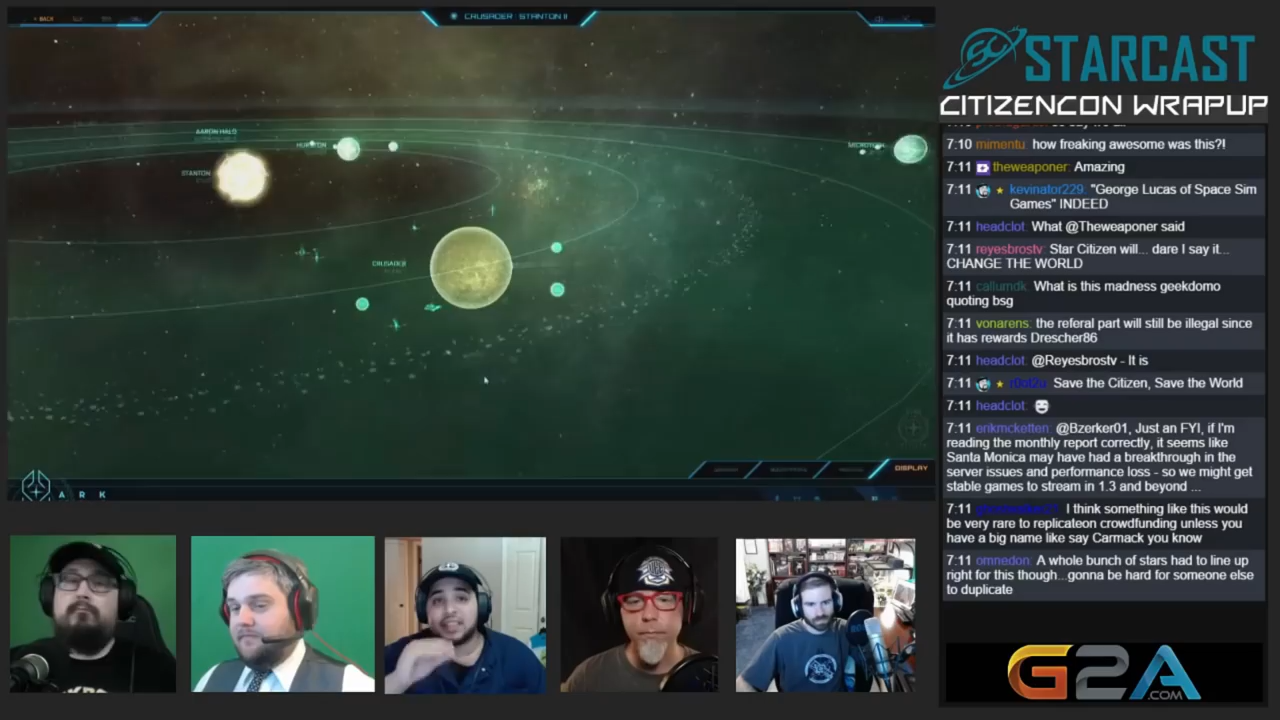 BACK
CRUSADER : STANTON II
AARON HALO
HURSTON
STANTON
CRUSADER
MICROTECH
DISPLAY
A R K
SC STARCAST
CITIZENCON WRAPUP
7:10 mimentu: how freaking awesome was this?!
7:11 theweaponer: Amazing
7:11 kevinator229: "George Lucas of Space Sim
Games" INDEED
7:11 headclot: What @Theweaponer said
7:11 reyesbrostv: Star Citizen will... dare I say it...
CHANGE THE WORLD
7:11 callumdk: What is this madness geekdomo
quoting bsg
7:11 vonarens: the referal part will still be illegal since
it has rewards Drescher86
7:11 headclot: @Reyesbrostv - It is
7:11 Save the Citizen, Save the World
7:11 headclot:
7:11 erikmcketten: @Bzerker01, Just an FYI, if I'm
reading the monthly report correctly, it seems like
Santa Monica may have had a breakthrough in the
server issues and performance loss - so we might get
stable games to stream in 1.3 and beyond ...
7:11 I think something like this would
be very rare to replicateon crowdfunding unless you
have a big name like say Carmack you know
7:11 omnedon: A whole bunch of stars had to line up
right for this though...gonna be hard for someone else
to duplicate
G2A
.COM